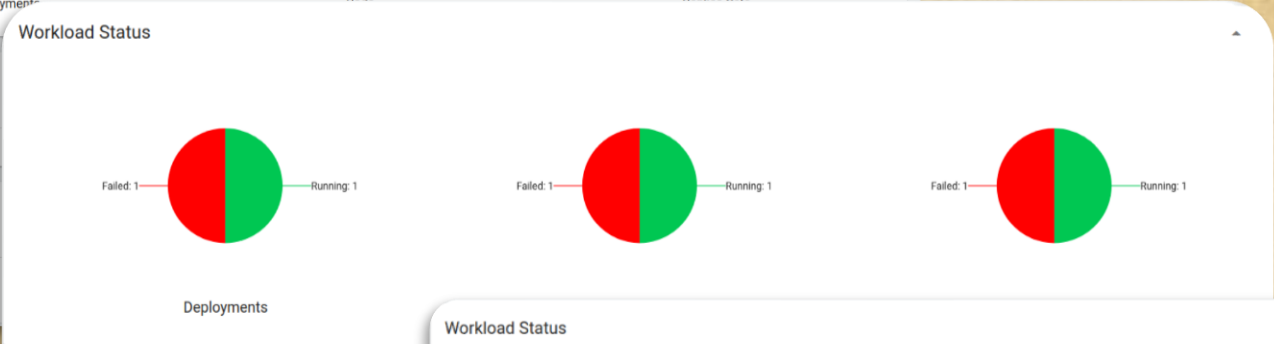 Workload Status
Failed: 1 Running: 1 Failed: 1 Running: 1 Failed: 1 Running: 1
Deployments
Workload Status